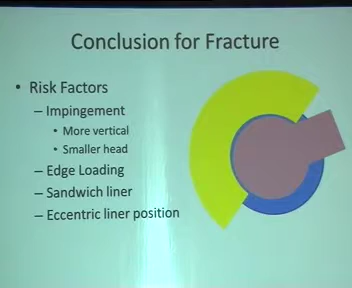 Conclusion for Fracture
• Risk Factors
– Impingement
• More vertical
• Smaller head
– Edge Loading
– Sandwich liner
– Eccentric liner position